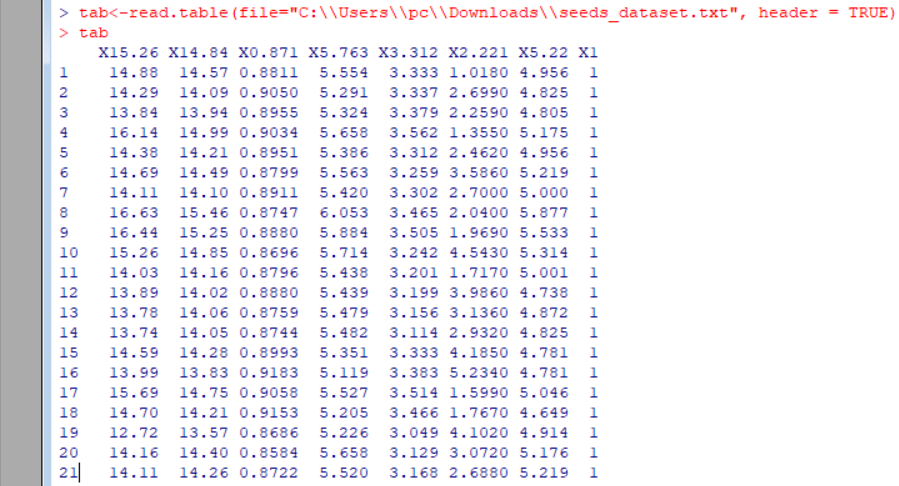 > tab<-read.table(file="C:\\Users\\pc\\Downloads\\seeds_dataset.txt", header = TRUE)
> tab
X15.26 X14.84 X0.871 X5.763 X3.312 X2.221 X5.22 X1
1 14.88 14.57 0.8811 5.554 3.333 1.0180 4.956 1
2 14.29 14.09 0.9050 5.291 3.337 2.6990 4.825 1
3 13.84 13.94 0.8955 5.324 3.379 2.2590 4.805 1
4 16.14 14.99 0.9034 5.658 3.562 1.3550 5.175 1
5 14.38 14.21 0.8951 5.386 3.312 2.4620 4.956 1
6 14.69 14.49 0.8799 5.563 3.259 3.5860 5.219 1
7 14.11 14.10 0.8911 5.420 3.302 2.7000 5.000 1
8 16.63 15.46 0.8747 6.053 3.465 2.0400 5.877 1
9 16.44 15.25 0.8880 5.884 3.505 1.9690 5.533 1
10 15.26 14.85 0.8696 5.714 3.242 4.5430 5.314 1
11 14.03 14.16 0.8796 5.438 3.201 1.7170 5.001 1
12 13.89 14.02 0.8880 5.439 3.199 3.9860 4.738 1
13 13.78 14.06 0.8759 5.479 3.156 3.1360 4.872 1
14 13.74 14.05 0.8744 5.482 3.114 2.9320 4.825 1
15 14.59 14.28 0.8993 5.351 3.333 4.1850 4.781 1
16 13.99 13.83 0.9183 5.119 3.383 5.2340 4.781 1
17 15.69 14.75 0.9058 5.527 3.514 1.5990 5.046 1
18 14.70 14.21 0.9153 5.205 3.466 1.7670 4.649 1
19 12.72 13.57 0.8686 5.226 3.049 4.1020 4.914 1
20 14.16 14.40 0.8584 5.658 3.129 3.0720 5.176 1
21 14.11 14.26 0.8722 5.520 3.168 2.6880 5.219 1